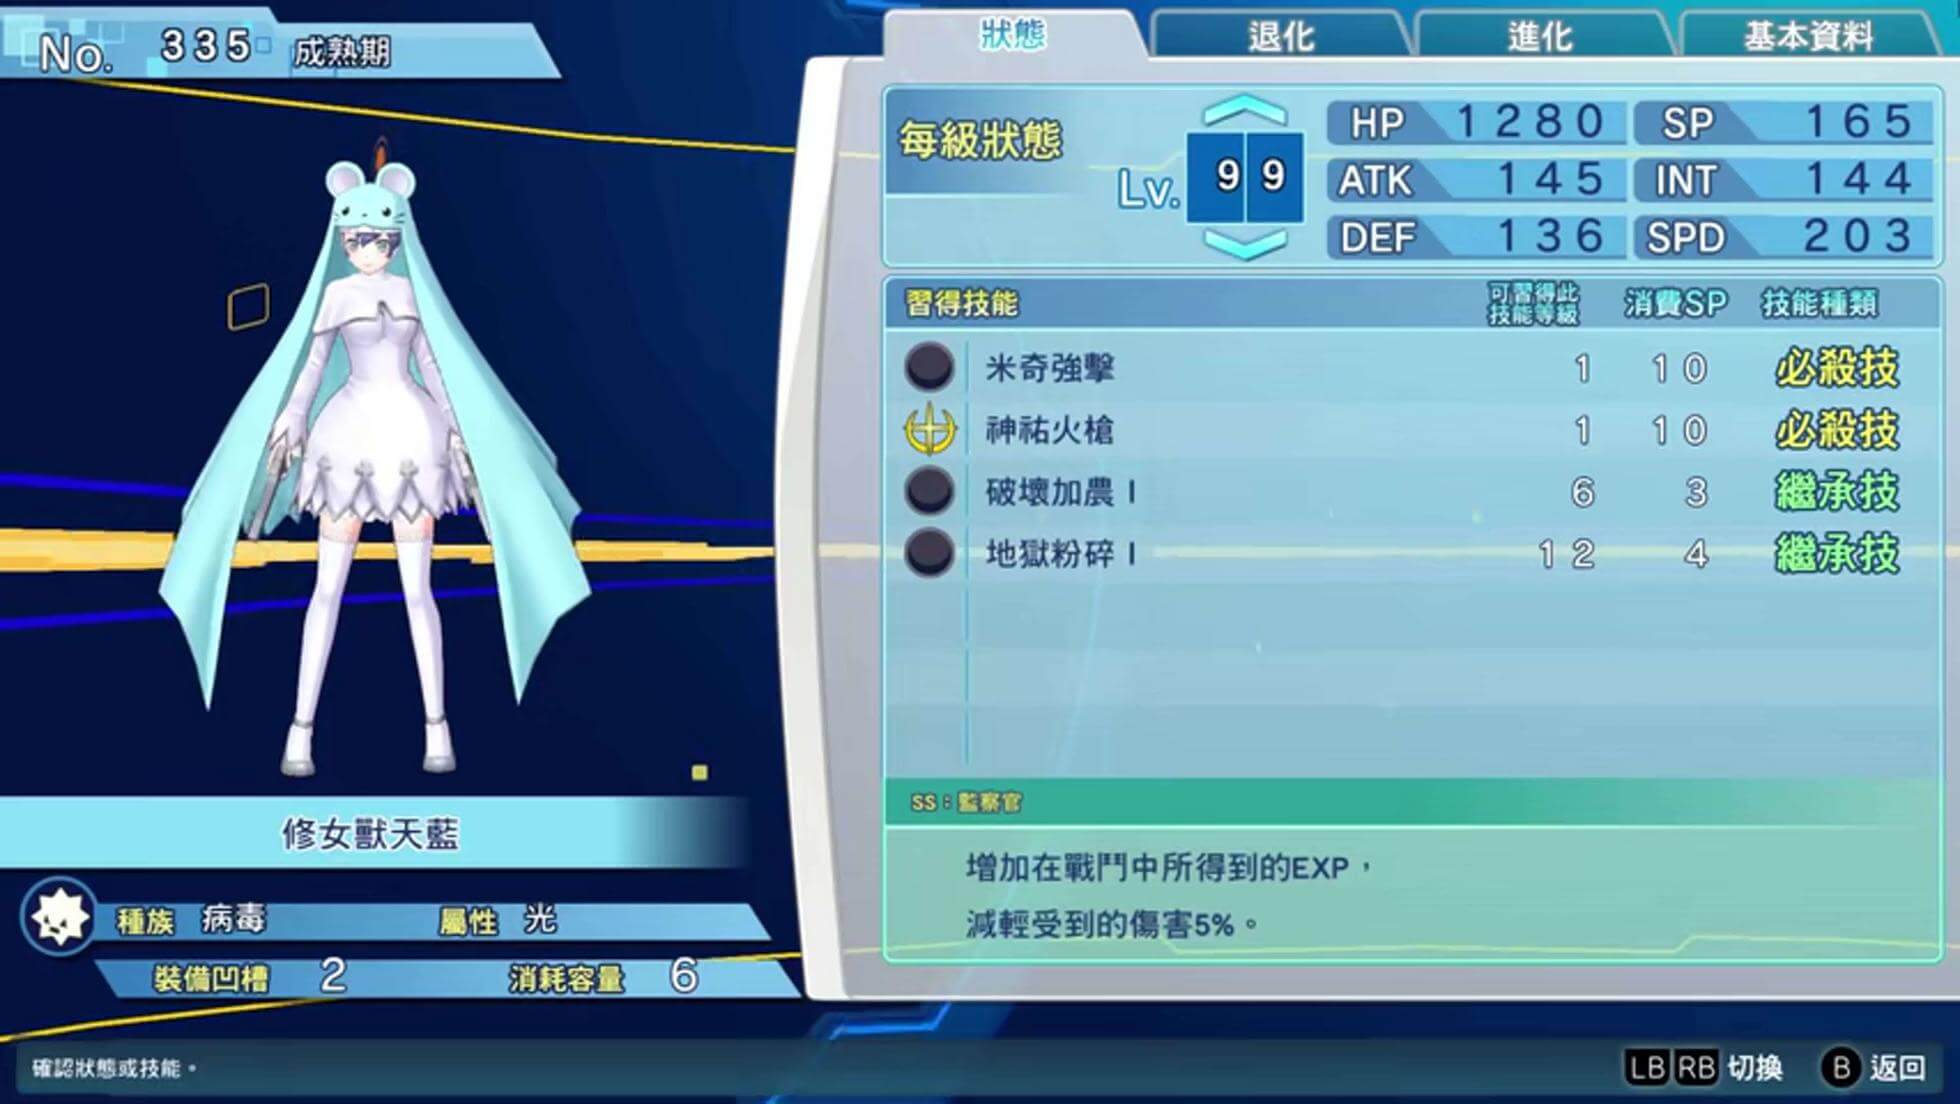 No. 335 成熟期
修女獸天藍
種族 病毒 屬性 光
裝備凹槽 2 消耗容量 6
狀態 退化 進化 基本資料
每級狀態 Lv. 99
HP 1280 SP 165
ATK 145 INT 144
DEF 136 SPD 203
習得技能 可習得此技能等級 消費SP 技能種類
米奇強擊 1 10 必殺技
神祐火槍 1 10 必殺技
破壞加農 I 6 3 繼承技
地獄粉碎 I 12 4 繼承技
SS：監察官
增加在戰鬥中所得到的EXP，
減輕受到的傷害5%。
確認狀態或技能。
LB RB 切換 B 返回